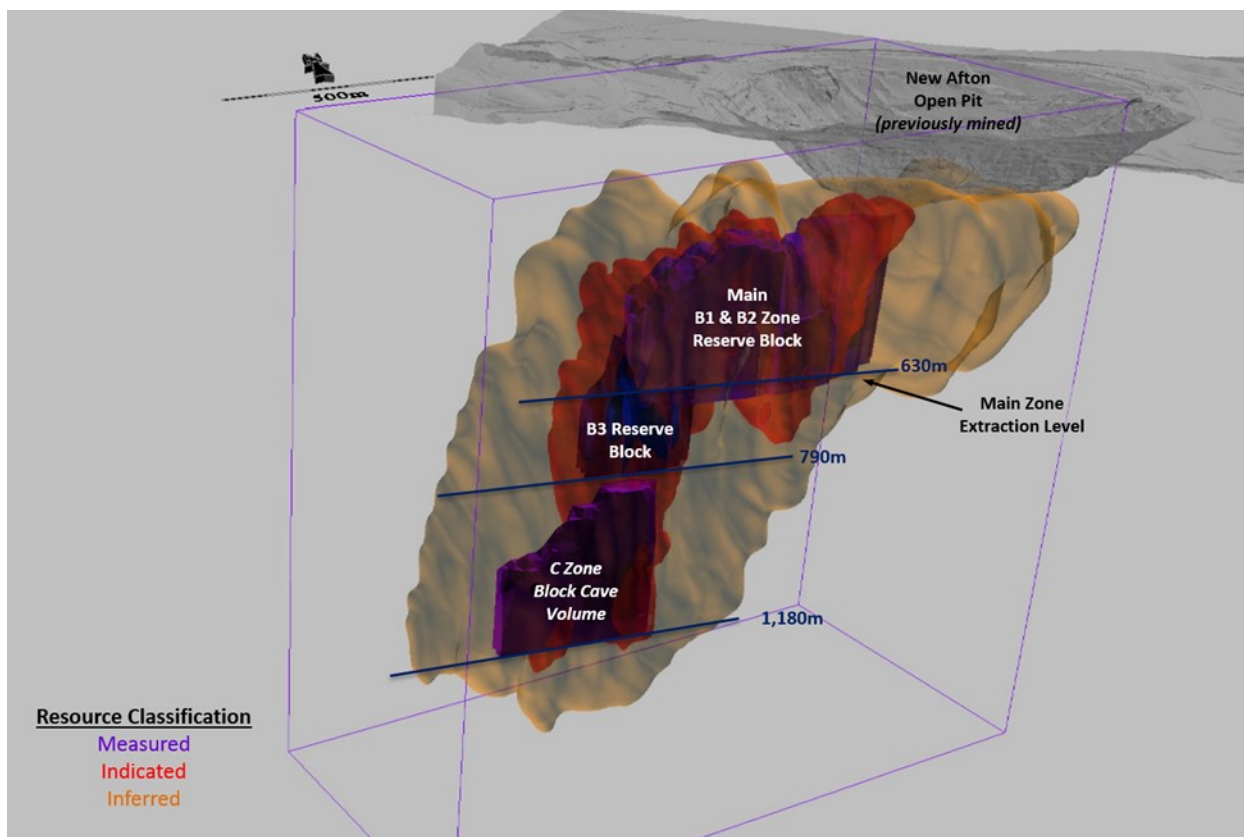 500m
New Afton
Open Pit
(previously mined)
Main
B1 & B2 Zone
Reserve Block
630m
Main Zone
Extraction Level
B3 Reserve
Block
790m
C Zone
Block Cave
Volume
1,180m
Resource Classification
Measured
Indicated
Inferred